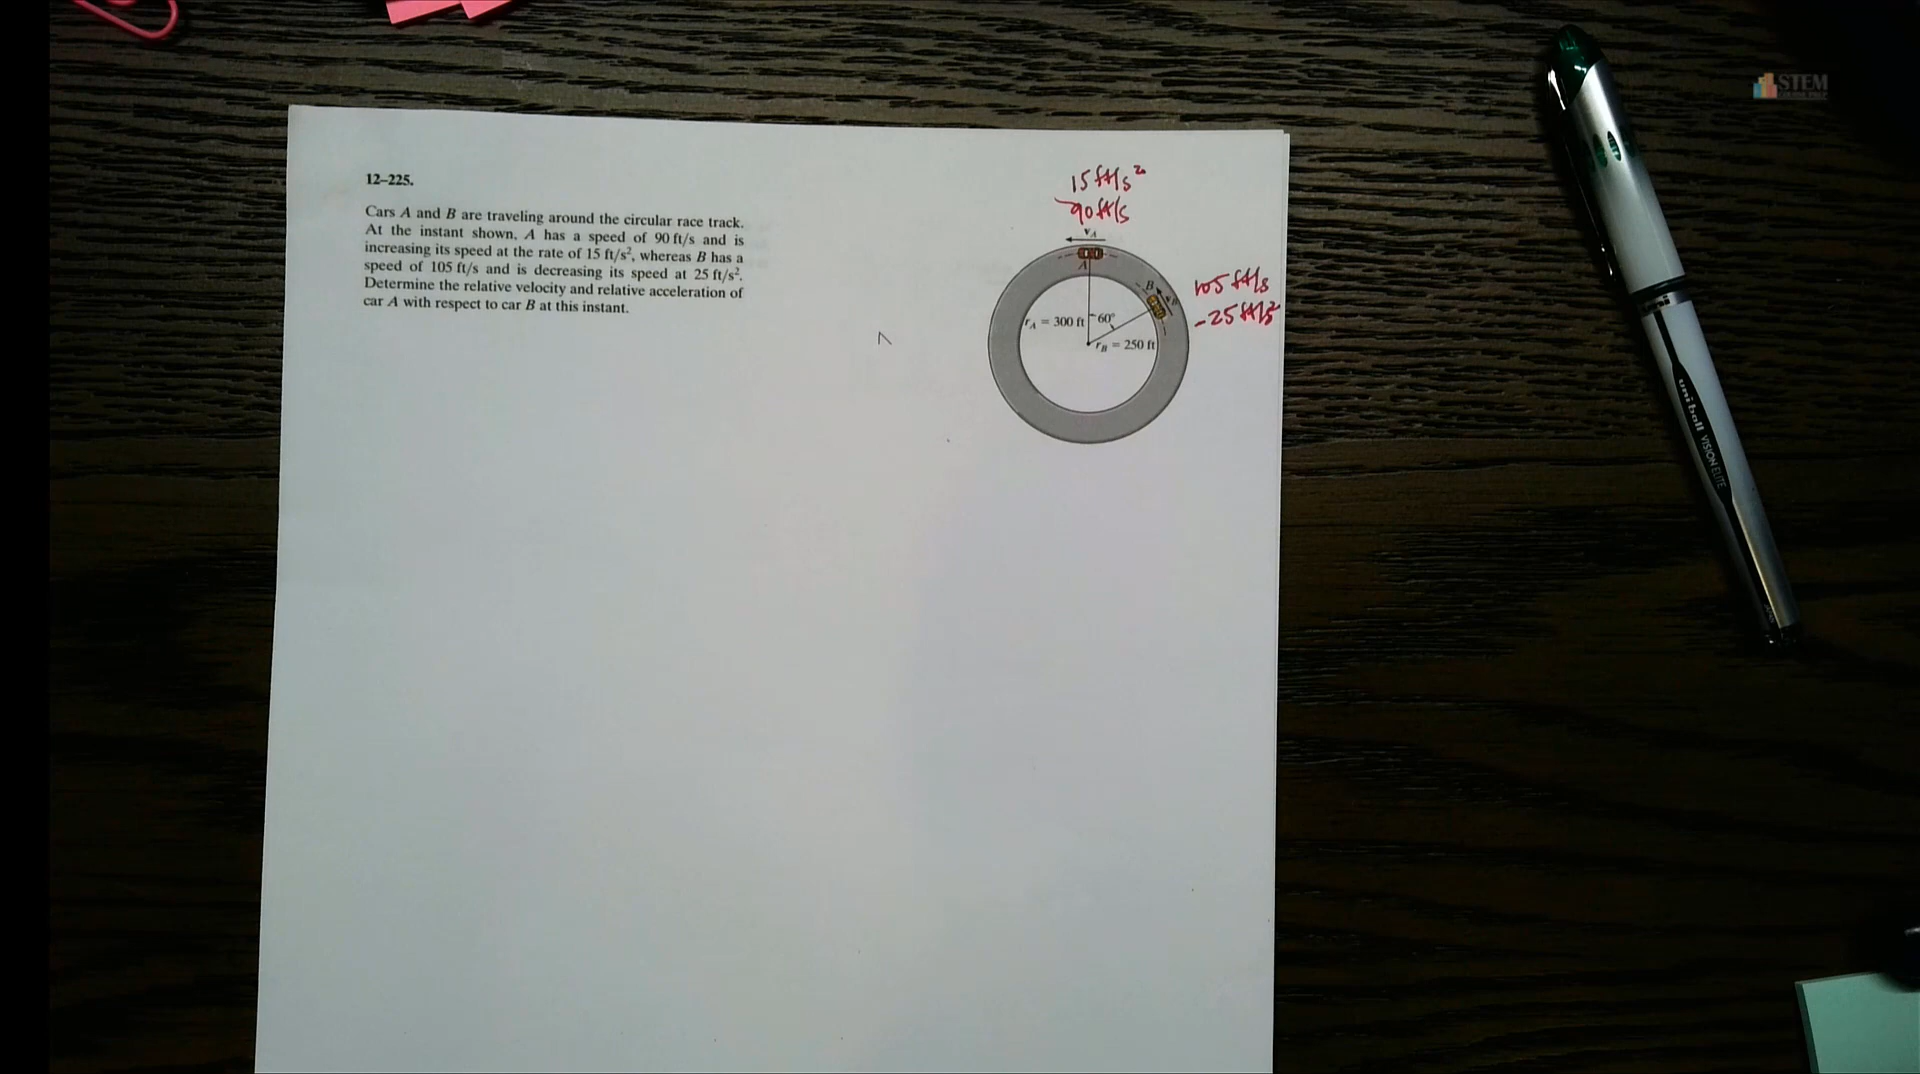 STEM
12–225.
Cars A and B are traveling around the circular race track.
At the instant shown, A has a speed of 90 ft/s and is
increasing its speed at the rate of 15 ft/s², whereas B has a
speed of 105 ft/s and is decreasing its speed at 25 ft/s².
Determine the relative velocity and relative acceleration of
car A with respect to car B at this instant.
15 ft/s²
90 ft/s
vA
A
B
vB
105 ft/s
-25 ft/s²
rA = 300 ft
60°
rB = 250 ft
uniball VISION ELITE